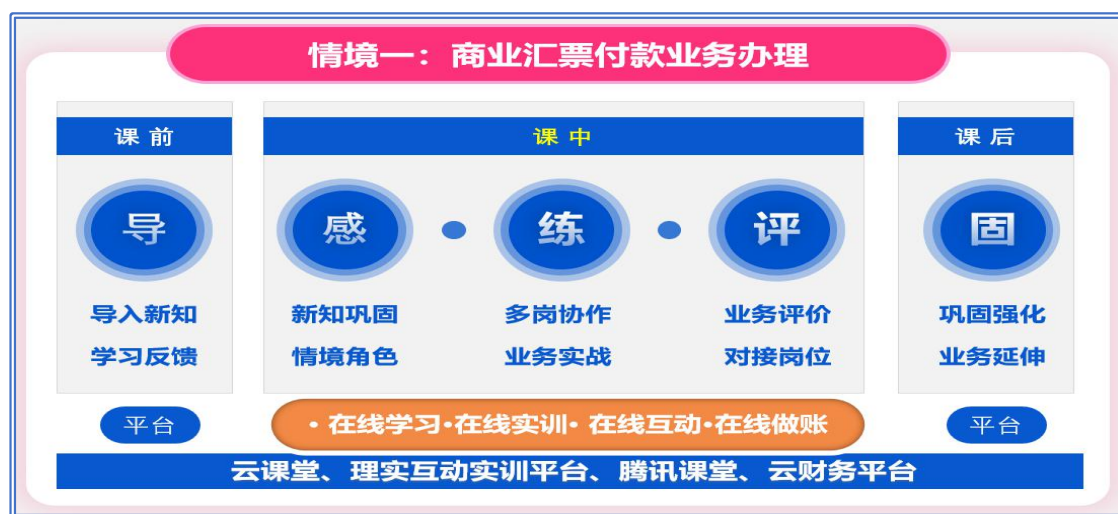 情境一：商业汇票付款业务办理
课前
课中
课后
导
感
练
评
固
导入新知
学习反馈
新知巩固
情境角色
多岗协作
业务实战
业务评价
对接岗位
巩固强化
业务延伸
平台
·在线学习·在线实训·在线互动·在线做账
平台
云课堂、理实互动实训平台、腾讯课堂、云财务平台